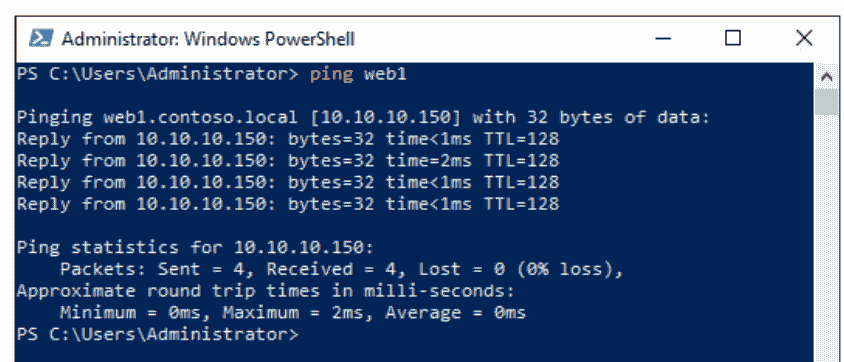 Administrator: Windows PowerShell
PS C:\Users\Administrator> ping web1
Pinging web1.contoso.local [10.10.10.150] with 32 bytes of data:
Reply from 10.10.10.150: bytes=32 time<1ms TTL=128
Reply from 10.10.10.150: bytes=32 time=2ms TTL=128
Reply from 10.10.10.150: bytes=32 time<1ms TTL=128
Reply from 10.10.10.150: bytes=32 time<1ms TTL=128
Ping statistics for 10.10.10.150:
Packets: Sent = 4, Received = 4, Lost = 0 (0% loss),
Approximate round trip times in milli-seconds:
Minimum = 0ms, Maximum = 2ms, Average = 0ms
PS C:\Users\Administrator>